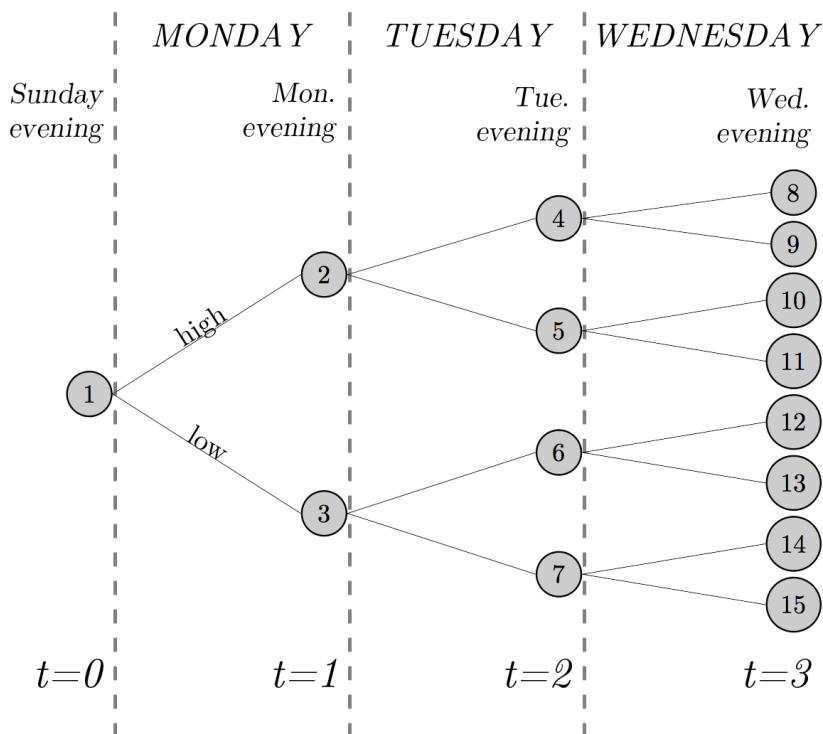 MONDAY TUESDAY WEDNESDAY
Sunday
evening
Mon.
evening
Tue.
evening
Wed.
evening
8
4
9
2
10
high
5
11
1
12
low
6
13
3
14
7
15
t=0 t=1 t=2 t=3